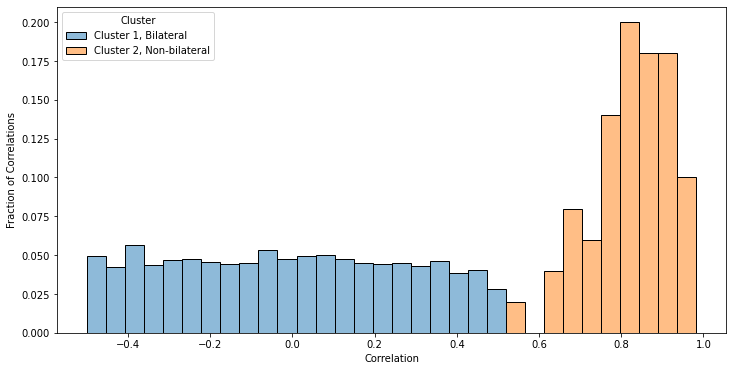 Cluster
Cluster 1, Bilateral
Cluster 2, Non-bilateral
Fraction of Correlations
0.200
0.175
0.150
0.125
0.100
0.075
0.050
0.025
0.000
−0.4 −0.2 0.0 0.2 0.4 0.6 0.8 1.0
Correlation